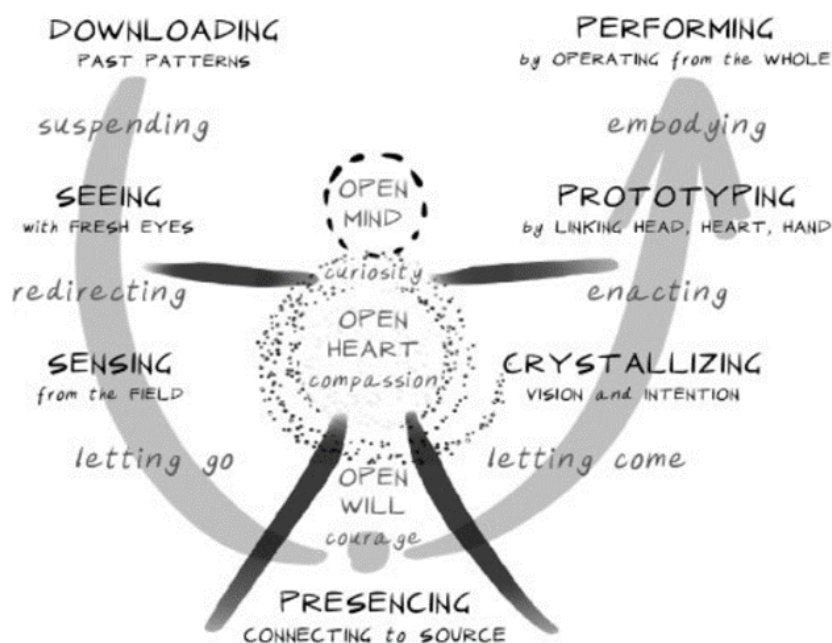 DOWNLOADING
PAST PATTERNS
suspending
SEEING
with FRESH EYES
redirecting
SENSING
from the FIELD
letting go
OPEN
MIND
curiosity
OPEN
HEART
compassion
OPEN
WILL
courage
PRESENCING
CONNECTING to SOURCE
PERFORMING
by OPERATING from the WHOLE
embodying
PROTOTYPING
by LINKING HEAD, HEART, HAND
enacting
CRYSTALLIZING
VISION and INTENTION
letting come